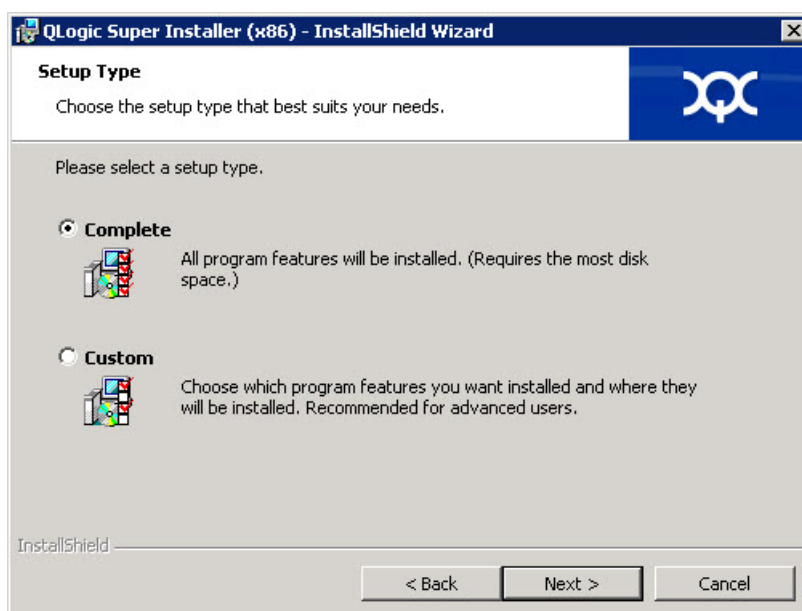 QLogic Super Installer (x86) - InstallShield Wizard
Setup Type
Choose the setup type that best suits your needs.
Please select a setup type.
Complete
All program features will be installed. (Requires the most disk
space.)
Custom
Choose which program features you want installed and where they
will be installed. Recommended for advanced users.
InstallShield
< Back
Next >
Cancel